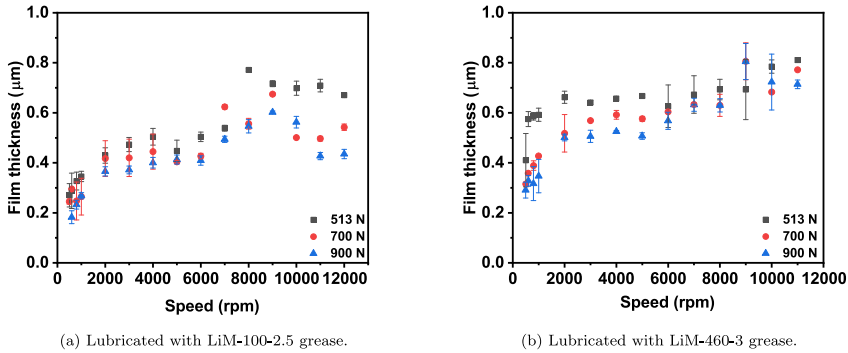 1.0
0.8
0.6
0.4
0.2
0.0
Film thickness (μm)
513 N
700 N
900 N
0 2000 4000 6000 8000 10000 12000
Speed (rpm)
(a) Lubricated with LiM-100-2.5 grease.
1.0
0.8
0.6
0.4
0.2
0.0
Film thickness (μm)
513 N
700 N
900 N
0 2000 4000 6000 8000 10000 12000
Speed (rpm)
(b) Lubricated with LiM-460-3 grease.